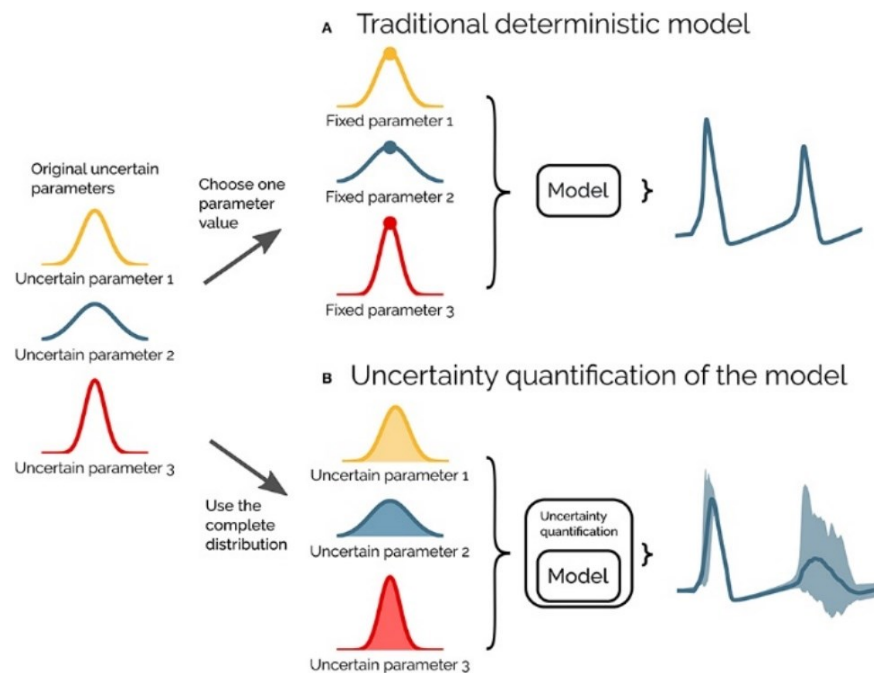 A Traditional deterministic model
Original uncertain
parameters
Uncertain parameter 1
Uncertain parameter 2
Uncertain parameter 3
Choose one
parameter
value
Fixed parameter 1
Fixed parameter 2
Fixed parameter 3
Model
B Uncertainty quantification of the model
Use the
complete
distribution
Uncertain parameter 1
Uncertain parameter 2
Uncertain parameter 3
Uncertainty
quantification
Model